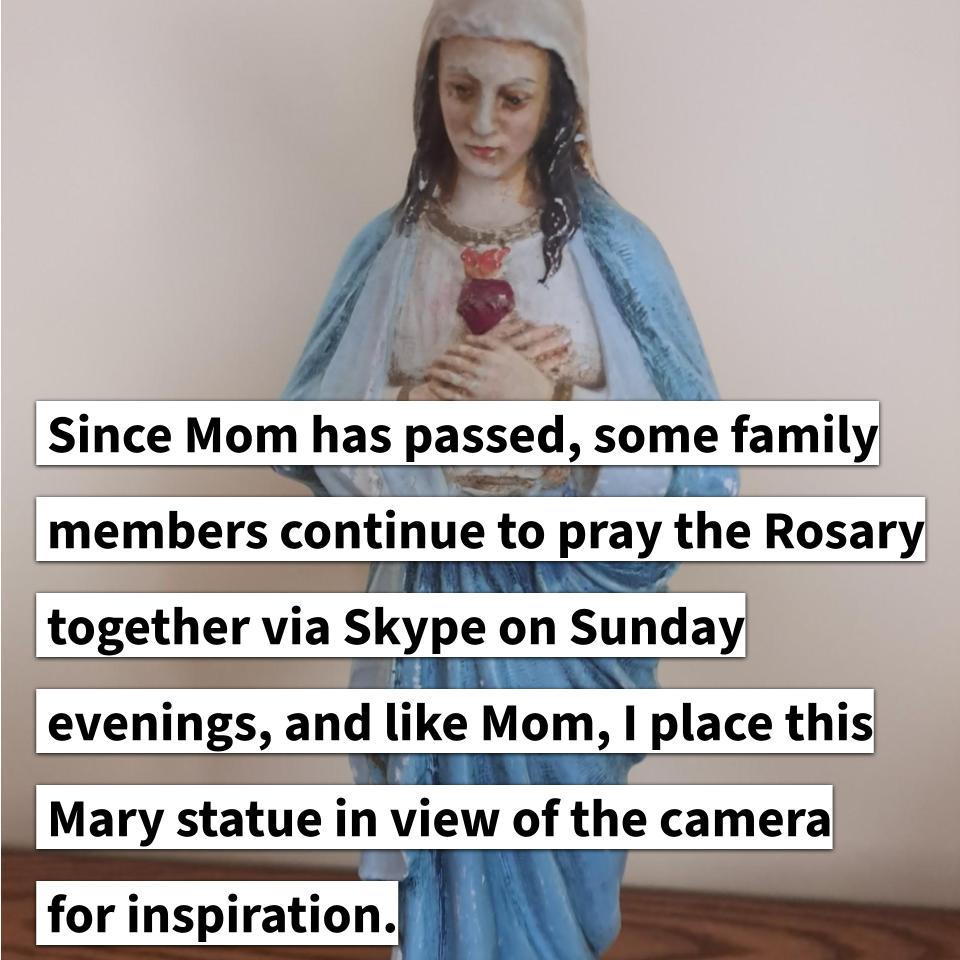 Since Mom has passed, some family
members continue to pray the Rosary
together via Skype on Sunday
evenings, and like Mom, I place this
Mary statue in view of the camera
for inspiration.